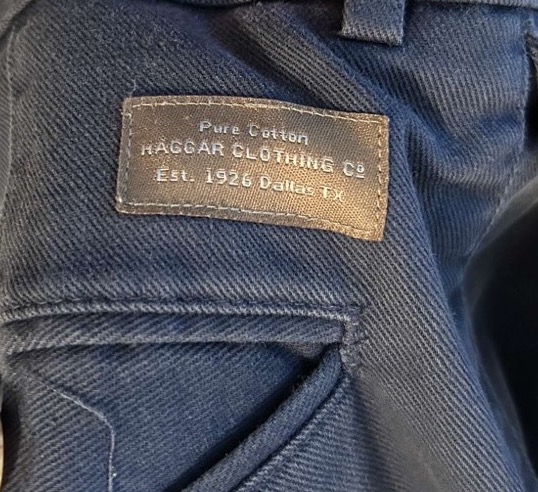 Pure Cotton
HAGGAR CLOTHING Cº
Est. 1926 Dallas TX